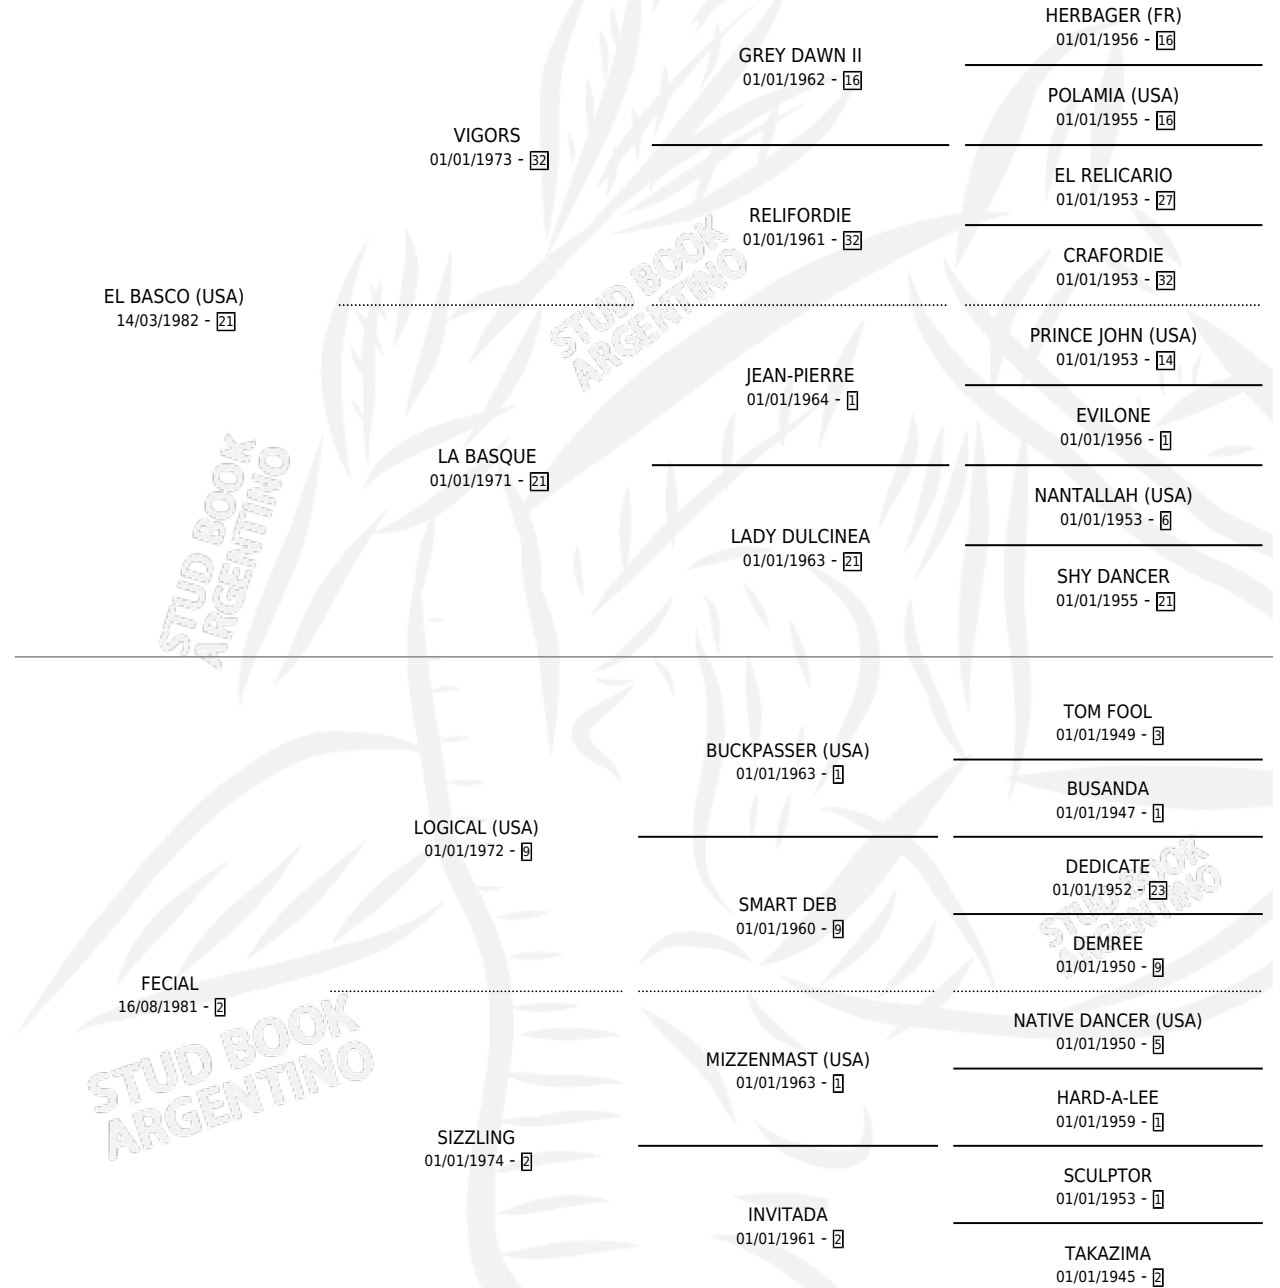 HERBAGER (FR)
01/01/1956 - 16
GREY DAWN II
01/01/1962 - 16
POLAMIA (USA)
01/01/1955 - 16
VIGORS
01/01/1973 - 32
EL RELICARIO
01/01/1953 - 27
RELIFORDIE
01/01/1961 - 32
CRAFORDIE
01/01/1953 - 32
EL BASCO (USA)
14/03/1982 - 21
STUD BOOK
ARGENTINO
PRINCE JOHN (USA)
01/01/1953 - 14
JEAN-PIERRE
01/01/1964 - 1
EVILONE
01/01/1956 - 1
LA BASQUE
01/01/1971 - 21
NANTALLAH (USA)
01/01/1953 - 6
LADY DULCINEA
01/01/1963 - 21
SHY DANCER
01/01/1955 - 21
STUD BOOK
ARGENTINO
TOM FOOL
01/01/1949 - 3
BUCKPASSER (USA)
01/01/1963 - 1
BUSANDA
01/01/1947 - 1
LOGICAL (USA)
01/01/1972 - 9
DEDICATE
01/01/1952 - 23
SMART DEB
01/01/1960 - 9
DEMREE
01/01/1950 - 9
STUD BOOK
ARGENTINO
FECIAL
16/08/1981 - 2
NATIVE DANCER (USA)
01/01/1950 - 5
MIZZENMAST (USA)
01/01/1963 - 1
HARD-A-LEE
01/01/1959 - 1
STUD BOOK
ARGENTINO
SIZZLING
01/01/1974 - 2
SCULPTOR
01/01/1953 - 1
INVITADA
01/01/1961 - 2
TAKAZIMA
01/01/1945 - 2